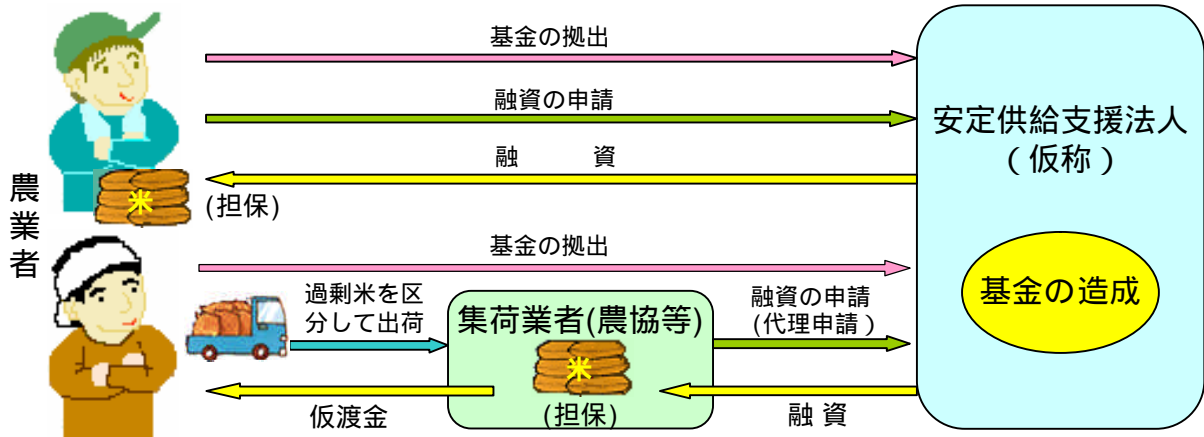 農業者
基金の拠出
融資の申請
融　　資
米
(担保)
安定供給支援法人
（仮称）
基金の造成
基金の拠出
過剰米を区
分して出荷
集荷業者(農協等)
米
(担保)
融資の申請
(代理申請）
仮渡金
融 資